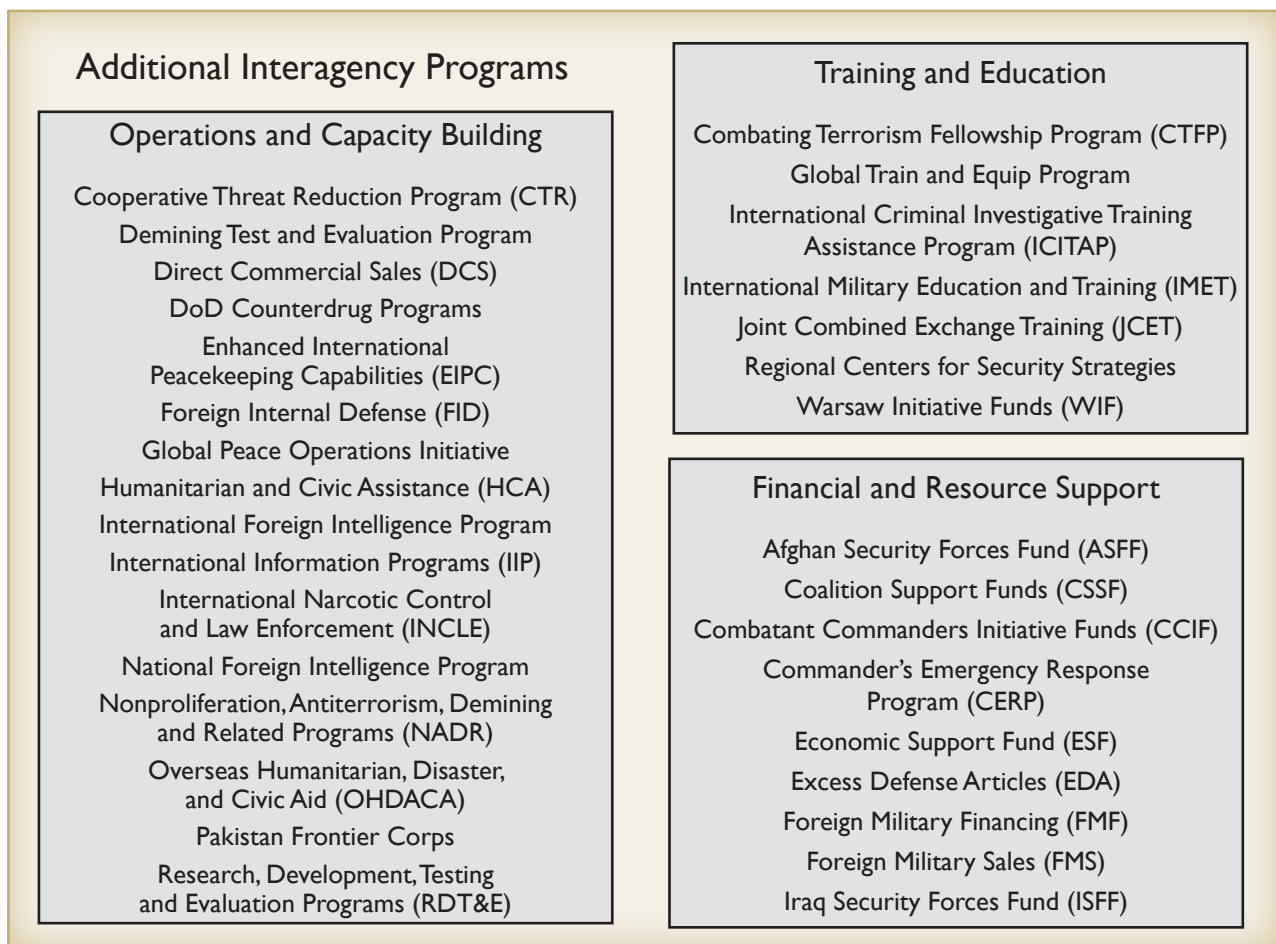 Additional Interagency Programs
Operations and Capacity Building
Cooperative Threat Reduction Program (CTR)
Demining Test and Evaluation Program
Direct Commercial Sales (DCS)
DoD Counterdrug Programs
Enhanced International
Peacekeeping Capabilities (EIPC)
Foreign Internal Defense (FID)
Global Peace Operations Initiative
Humanitarian and Civic Assistance (HCA)
International Foreign Intelligence Program
International Information Programs (IIP)
International Narcotic Control
and Law Enforcement (INCLE)
National Foreign Intelligence Program
Nonproliferation, Antiterrorism, Demining
and Related Programs (NADR)
Overseas Humanitarian, Disaster,
and Civic Aid (OHDACA)
Pakistan Frontier Corps
Research, Development, Testing
and Evaluation Programs (RDT&E)
Training and Education
Combating Terrorism Fellowship Program (CTFP)
Global Train and Equip Program
International Criminal Investigative Training
Assistance Program (ICITAP)
International Military Education and Training (IMET)
Joint Combined Exchange Training (JCET)
Regional Centers for Security Strategies
Warsaw Initiative Funds (WIF)
Financial and Resource Support
Afghan Security Forces Fund (ASFF)
Coalition Support Funds (CSSF)
Combatant Commanders Initiative Funds (CCIF)
Commander's Emergency Response
Program (CERP)
Economic Support Fund (ESF)
Excess Defense Articles (EDA)
Foreign Military Financing (FMF)
Foreign Military Sales (FMS)
Iraq Security Forces Fund (ISFF)